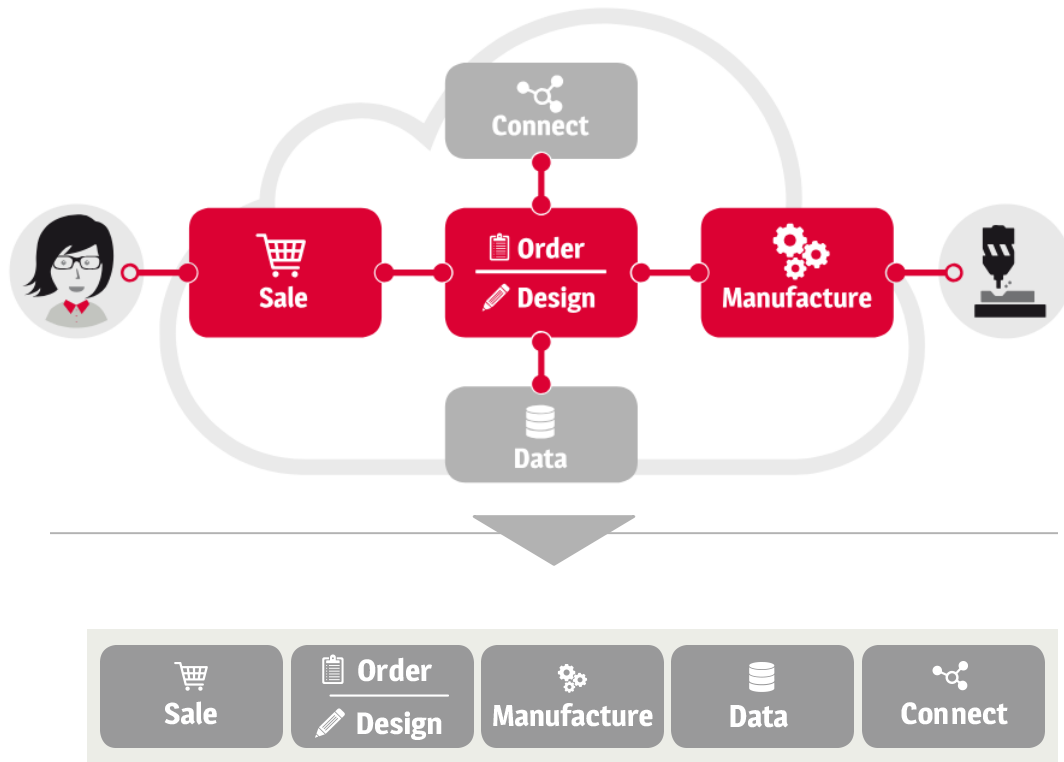 Connect
Sale
Order
Design
Manufacture
Data
Sale
Order
Design
Manufacture
Data
Connect